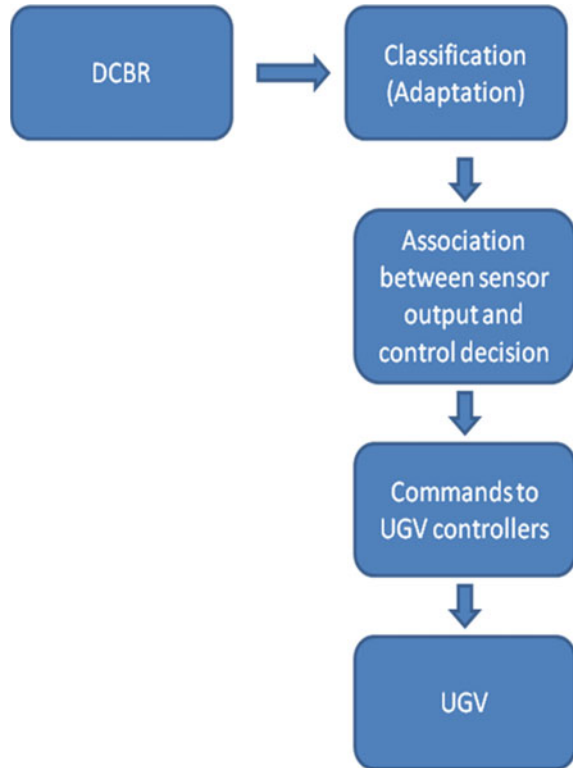 DCBR
Classification
(Adaptation)
Association
between sensor
output and
control decision
Commands to
UGV controllers
UGV